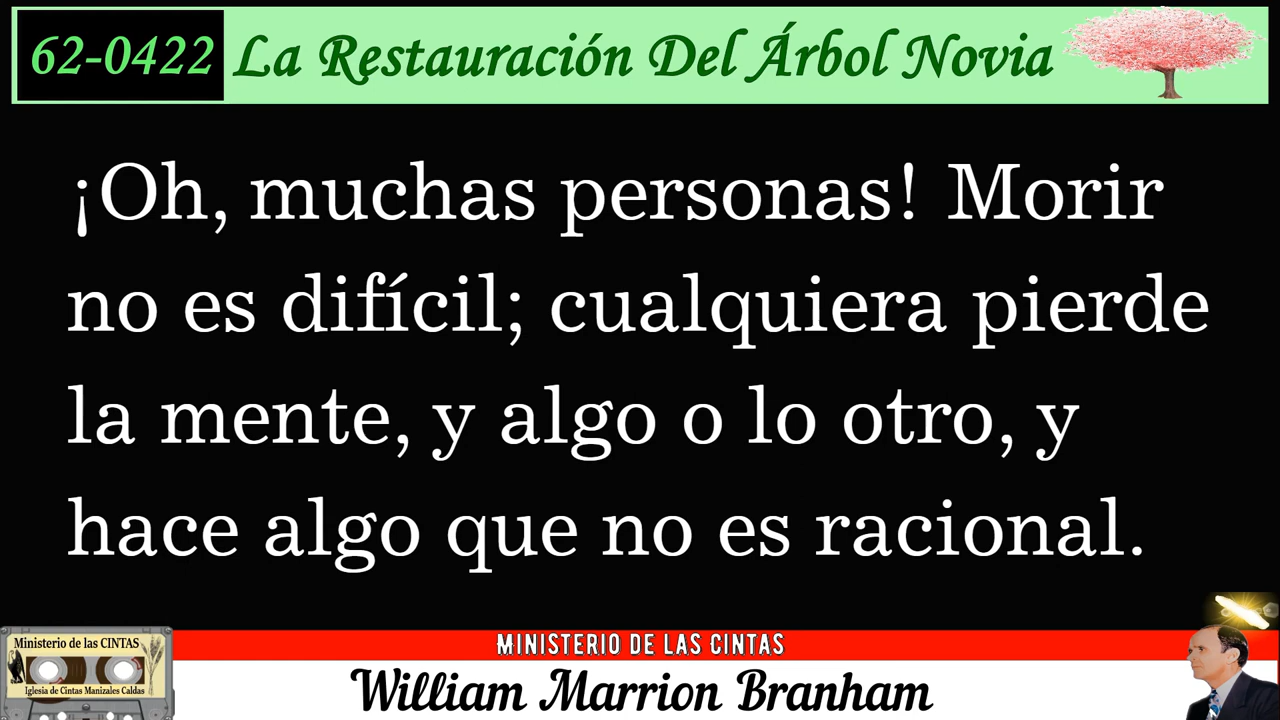 62-0422 La Restauración Del Árbol Novia
¡Oh, muchas personas! Morir
no es difícil; cualquiera pierde
la mente, y algo o lo otro, y
hace algo que no es racional.
MINISTERIO DE LAS CINTAS
Ministerio de las CINTAS
Iglesia de Cintas Manizales Caldas
William Marrion Branham